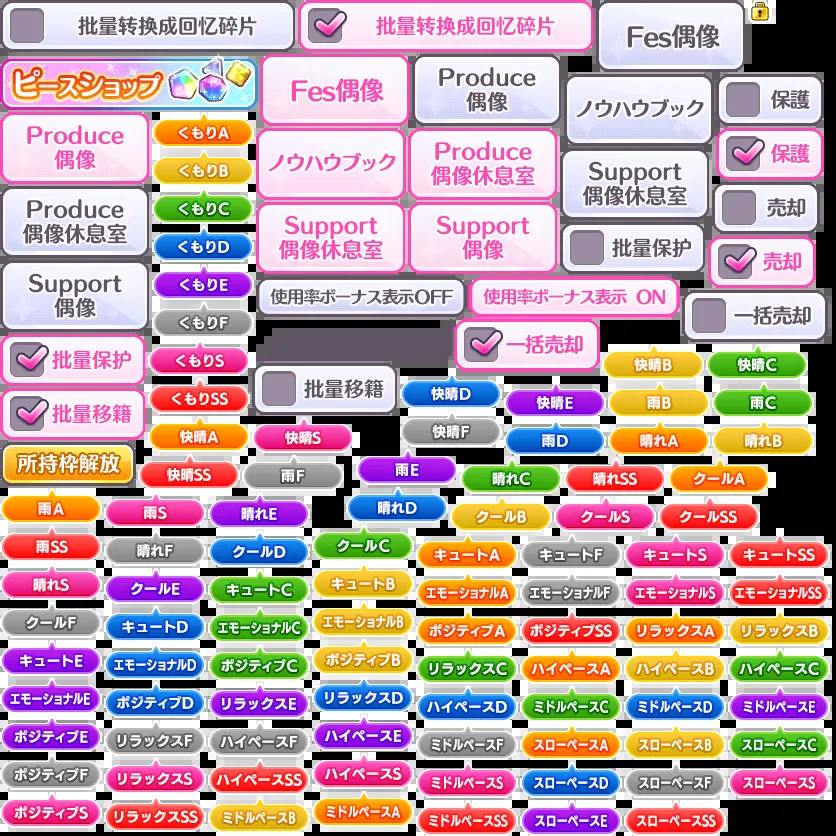 批量转换成回忆碎片
批量转换成回忆碎片
Fes偶像
ピースショップ
Fes偶像
Produce
偶像
ノウハウブック
保護
Produce
偶像
くもりA
くもりB
ノウハウブック
Produce
偶像休息室
保護
Support
偶像休息室
Produce
偶像休息室
くもりC
くもりD
Support
偶像休息室
Support
偶像
売却
批量保护
売却
Support
偶像
くもりE
くもりF
使用率ボーナス表示OFF
使用率ボーナス表示 ON
一括売却
批量保护
くもりS
一括売却
快晴B
快晴C
批量移籍
くもりSS
批量移籍
快晴D
快晴E
雨B
雨C
快晴A
快晴S
快晴F
雨D
晴れA
晴れB
所持枠解放
快晴SS
雨F
雨E
晴れC
晴れSS
クールA
雨A
雨S
晴れE
晴れD
クールB
クールS
クールSS
雨SS
晴れF
クールD
クールC
キュートA
キュートF
キュートS
キュートSS
晴れS
クールE
キュートC
キュートB
エモーショナルA
エモーショナルF
エモーショナルS
エモーショナルSS
クールF
キュートD
エモーショナルC
エモーショナルB
ポジティブA
ポジティブSS
リラックスA
リラックスB
キュートE
エモーショナルD
ポジティブC
ポジティブB
リラックスC
ハイペースA
ハイペースB
ハイペースC
エモーショナルE
ポジティブD
リラックスE
リラックスD
ハイペースD
ミドルペースC
ミドルペースD
ミドルペースE
ポジティブE
リラックスF
ハイペースF
ハイペースE
ミドルペースF
スローペースA
スローペースB
スローペースC
ポジティブF
リラックスS
ハイペースSS
ハイペースS
ミドルペースS
スローペースD
スローペースF
スローペースS
ポジティブS
リラックスSS
ミドルペースB
ミドルペースA
ミドルペースSS
スローペースE
スローペースSS